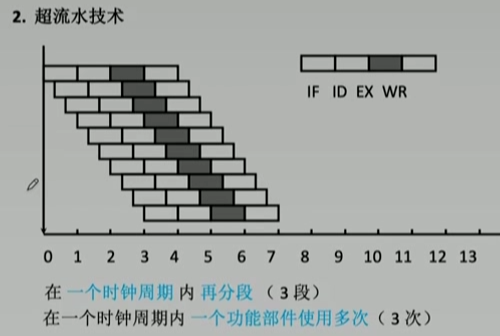 2. 超流水技术
IF ID EX WR
0 1 2 3 4 5 6 7 8 9 10 11 12 13
在 一个时钟周期 内 再分段 （ 3 段）
在一个时钟周期内 一个功能部件使用多次（ 3 次）